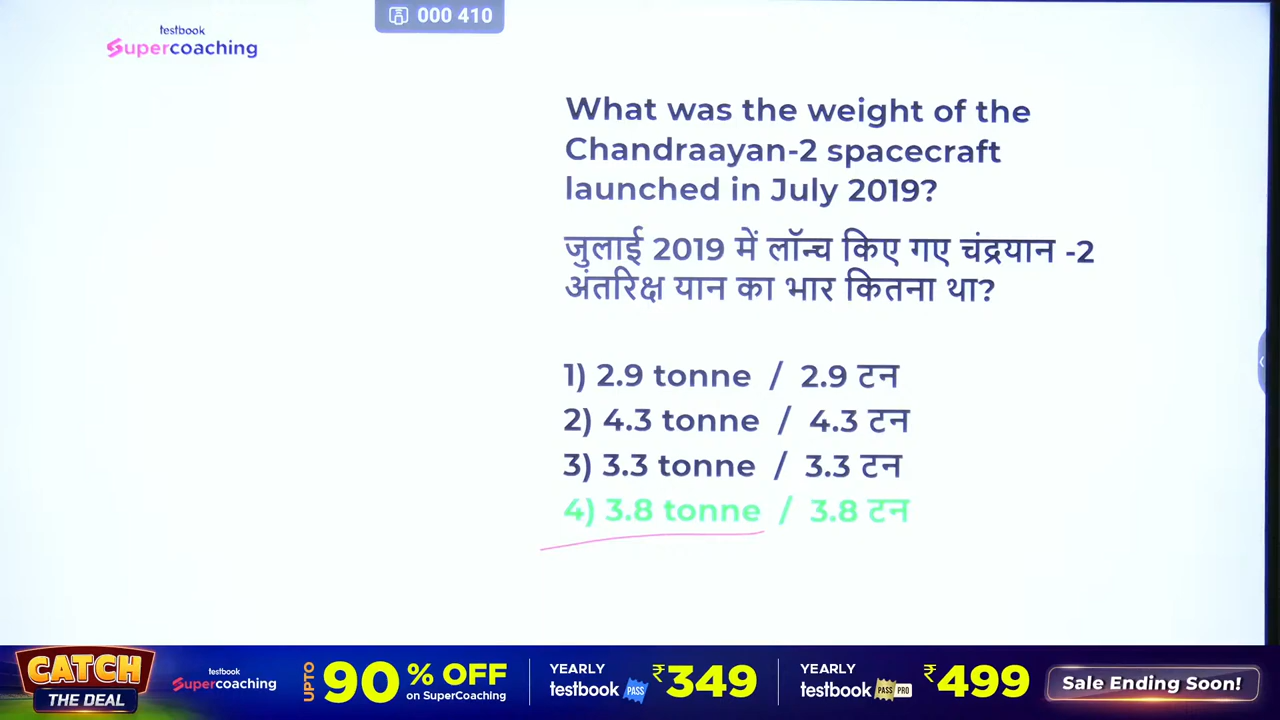 testbook
Supercoaching
000 410
What was the weight of the
Chandraayan-2 spacecraft
launched in July 2019?
जुलाई 2019 में लॉन्च किए गए चंद्रयान -2
अंतरिक्ष यान का भार कितना था?
1) 2.9 tonne / 2.9 टन
2) 4.3 tonne / 4.3 टन
3) 3.3 tonne / 3.3 टन
4) 3.8 tonne / 3.8 टन
CATCH
THE DEAL
testbook
Supercoaching
UPTO
90% OFF
on SuperCoaching
YEARLY
testbook PASS
₹349
YEARLY
testbook PASS PRO
₹499
Sale Ending Soon!